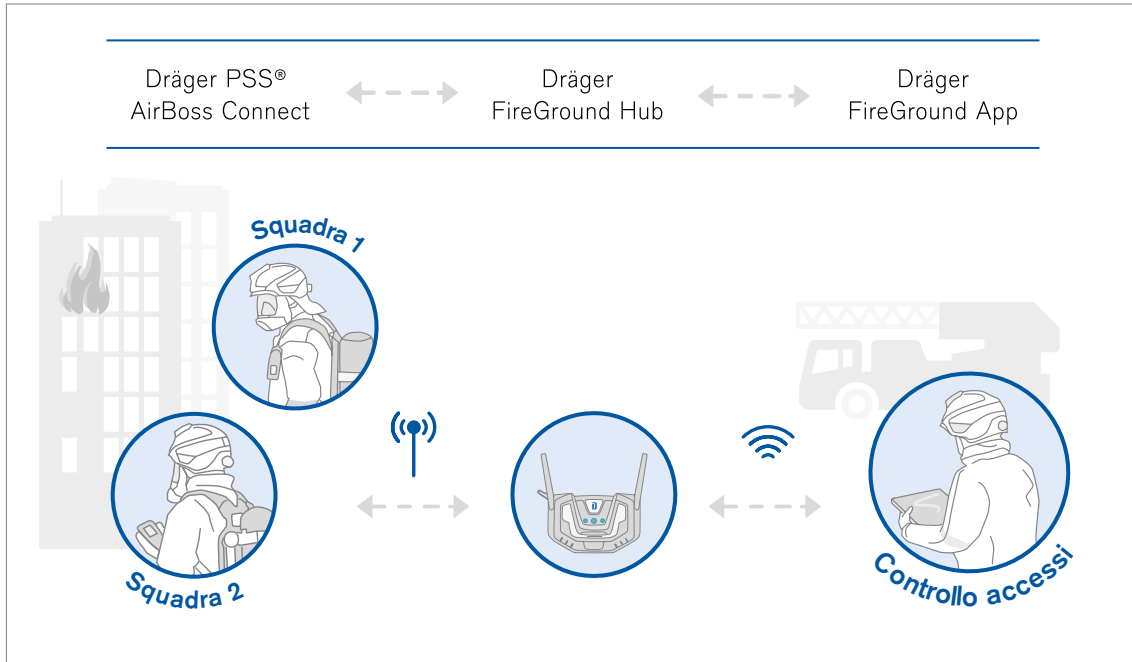 Dräger PSS®
AirBoss Connect
Dräger
FireGround Hub
Dräger
FireGround App
Squadra 1
Squadra 2
Controllo accessi